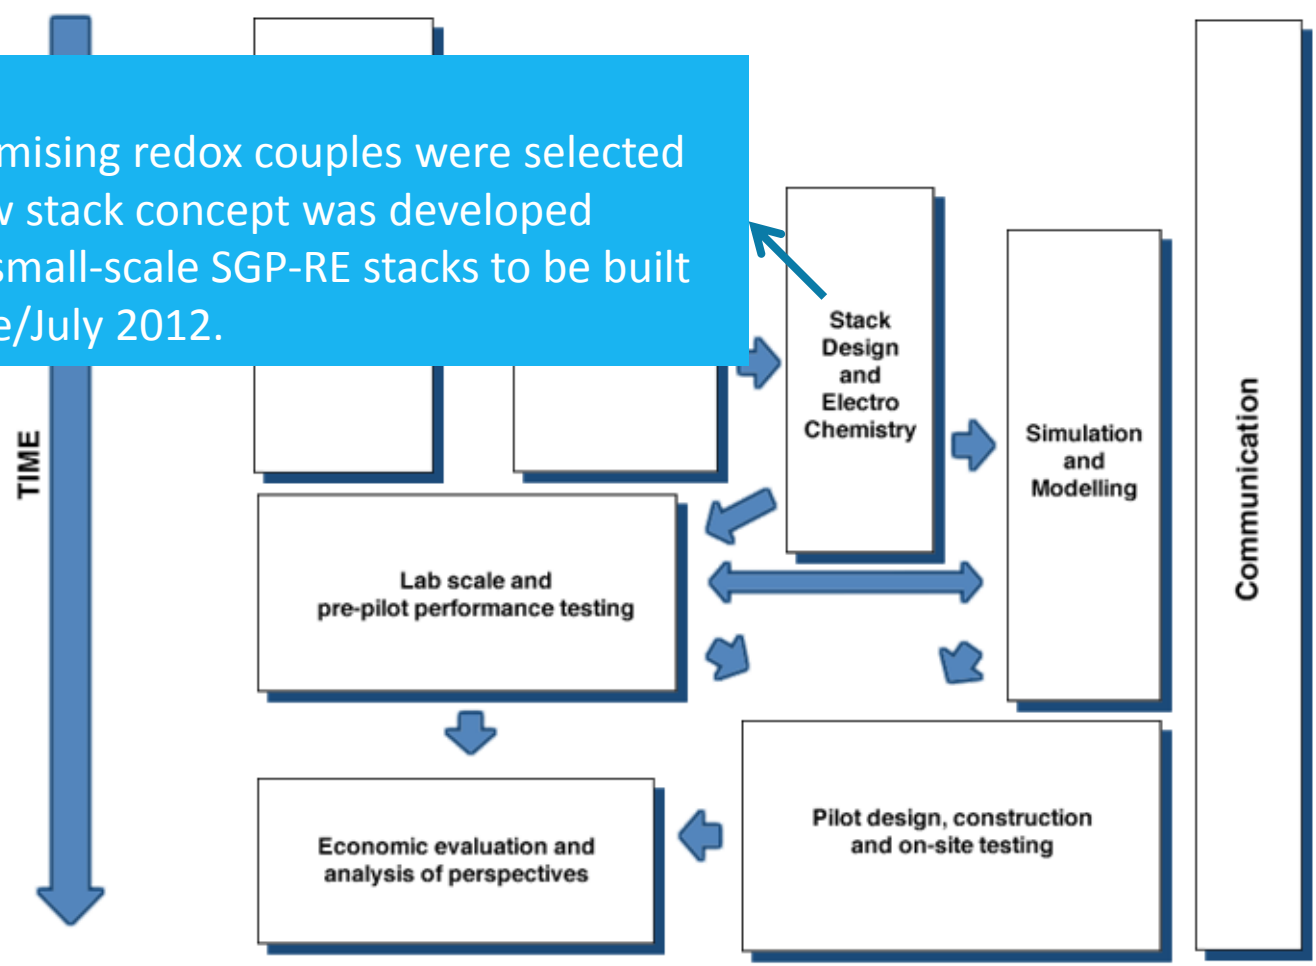 mising redox couples were selected
stack concept was developed
small-scale SGP-RE stacks to be built
e/July 2012.
TIME
Stack
Design
and
Electro
Chemistry
Simulation
and
Modelling
Communication
Lab scale and
pre-pilot performance testing
Economic evaluation and
analysis of perspectives
Pilot design, construction
and on-site testing